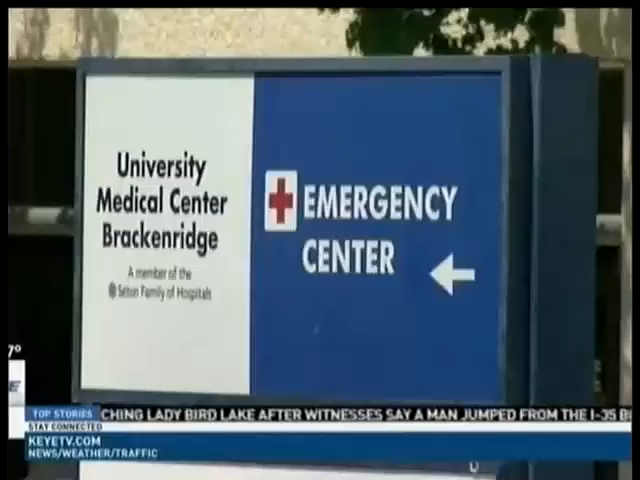 University
Medical Center
Brackenridge
A member of the
Seton Family of Hospitals
EMERGENCY
CENTER
7°
TOP STORIES
CHING LADY BIRD LAKE AFTER WITNESSES SAY A MAN JUMPED FROM THE I-35 B
STAY CONNECTED
KEYETV.COM
NEWS/WEATHER/TRAFFIC